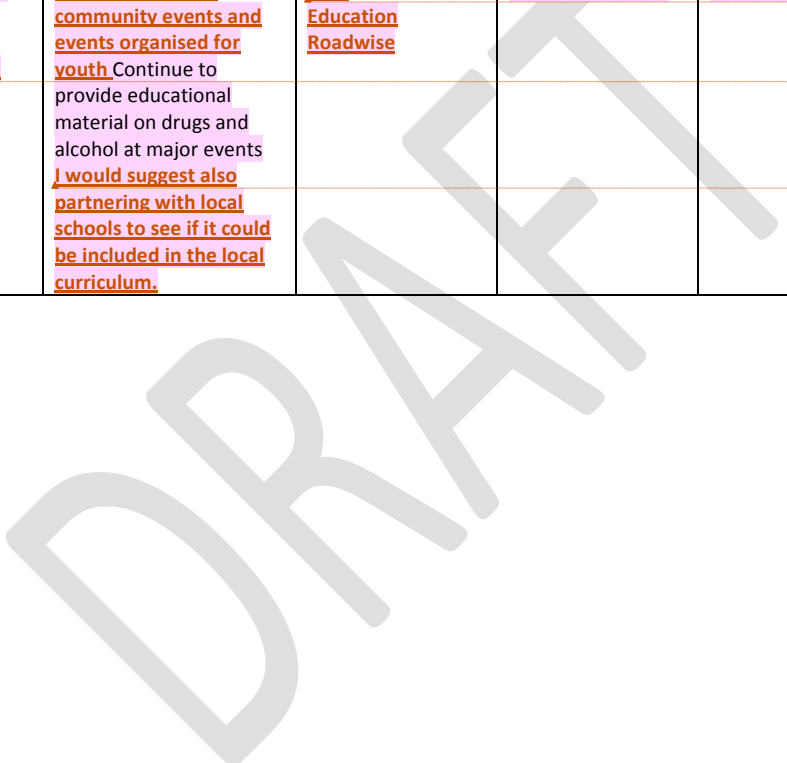 community events and
events organised for
youth Continue to
provide educational
material on drugs and
alcohol at major events
I would suggest also
partnering with local
schools to see if it could
be included in the local
curriculum.
Education
Roadwise
DRAFT